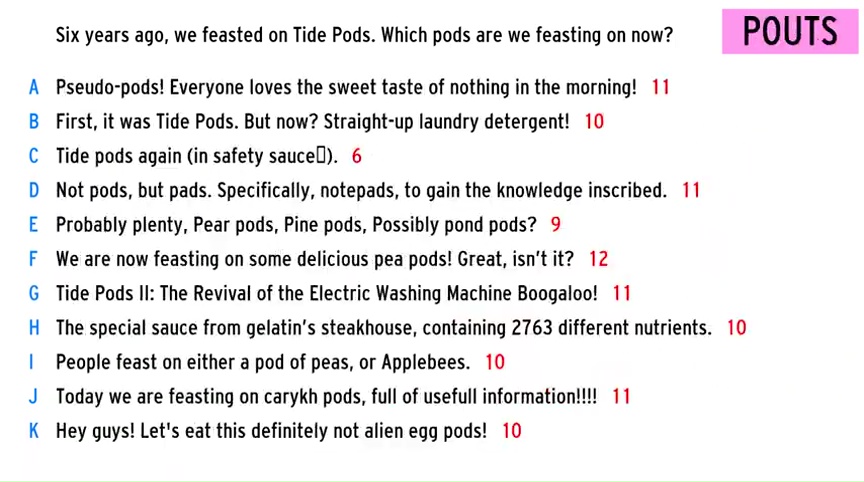 Six years ago, we feasted on Tide Pods. Which pods are we feasting on now?
POUTS
A Pseudo-pods! Everyone loves the sweet taste of nothing in the morning! 11
B First, it was Tide Pods. But now? Straight-up laundry detergent! 10
C Tide pods again (in safety sauce▯). 6
D Not pods, but pads. Specifically, notepads, to gain the knowledge inscribed. 11
E Probably plenty, Pear pods, Pine pods, Possibly pond pods? 9
F We are now feasting on some delicious pea pods! Great, isn't it? 12
G Tide Pods II: The Revival of the Electric Washing Machine Boogaloo! 11
H The special sauce from gelatin's steakhouse, containing 2763 different nutrients. 10
I People feast on either a pod of peas, or Applebees. 10
J Today we are feasting on carykh pods, full of usefull information!!!! 11
K Hey guys! Let's eat this definitely not alien egg pods! 10